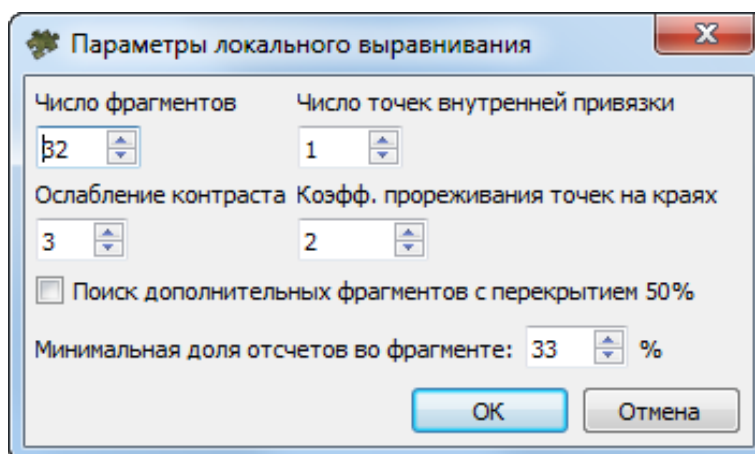 Параметры локального выравнивания
Число фрагментов Число точек внутренней привязки
32 1
Ослабление контраста Коэфф. прореживания точек на краях
3 2
Поиск дополнительных фрагментов с перекрытием 50%
Минимальная доля отсчетов во фрагменте: 33 %
ОК Отмена